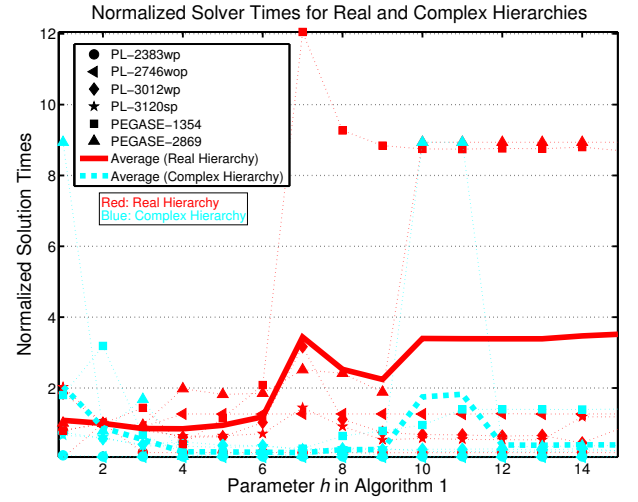 Normalized Solver Times for Real and Complex Hierarchies
Normalized Solution Times
12
10
8
6
4
2
PL-2383wp
PL-2746wop
PL-3012wp
PL-3120sp
PEGASE-1354
PEGASE-2869
Average (Real Hierarchy)
Average (Complex Hierarchy)
Red: Real Hierarchy
Blue: Complex Hierarchy
2 4 6 8 10 12 14
Parameter h in Algorithm 1